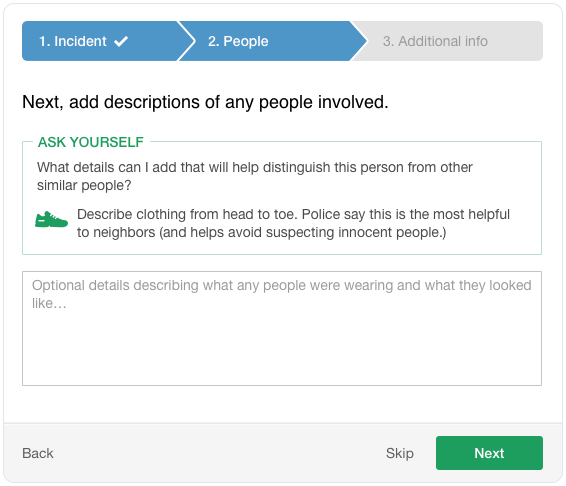 1. Incident
2. People
3. Additional info
Next, add descriptions of any people involved.
ASK YOURSELF
What details can I add that will help distinguish this person from other
similar people?
Describe clothing from head to toe. Police say this is the most helpful
to neighbors (and helps avoid suspecting innocent people.)
Optional details describing what any people were wearing and what they looked
like…
Back
Skip
Next